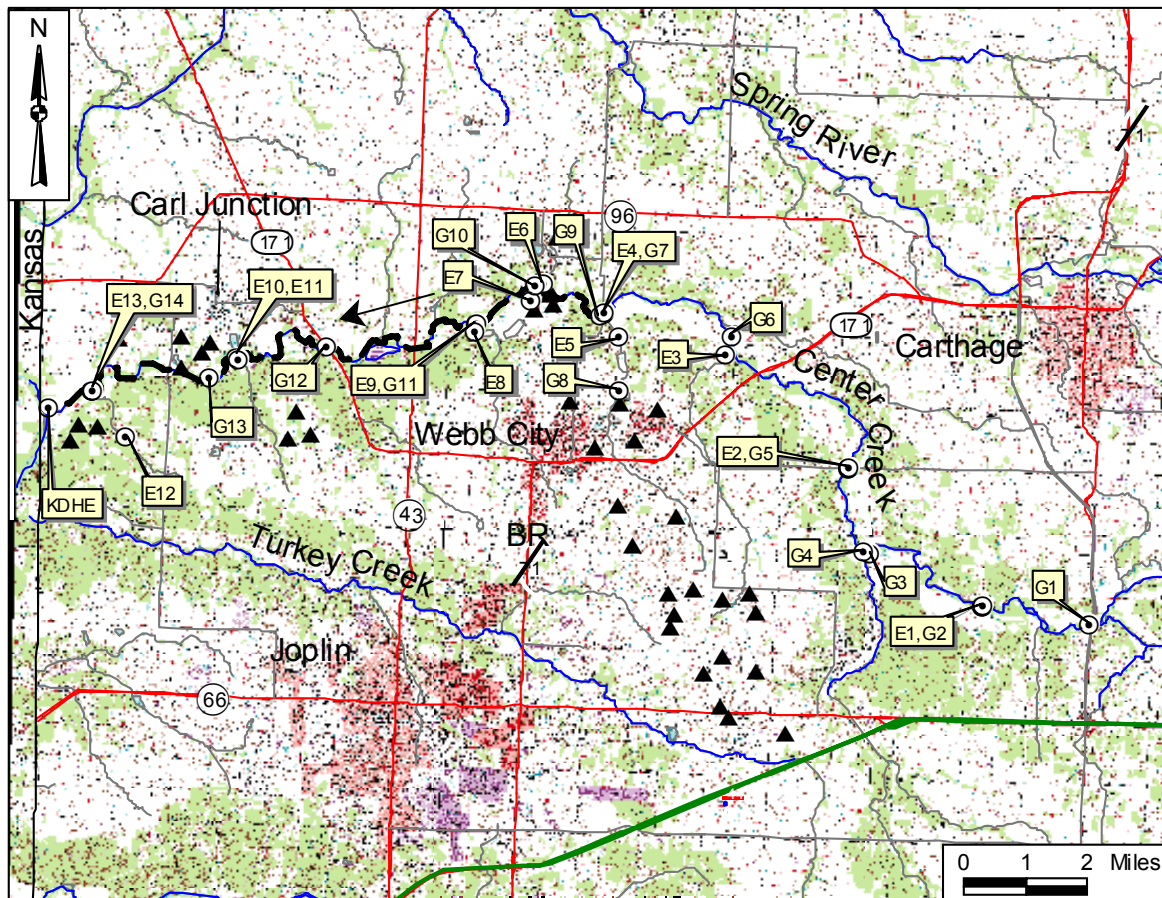 N
Spring River
71
Carl Junction
171
96
G10
E6
G9
E4, G7
E7
E10, E11
Kansas
E13, G14
G6
171
Carthage
E5
E3
G12
E9, G11
E8
G8
Center
Creek
G13
Webb City
E2, G5
KDHE
E12
43
BR
71
Turkey Creek
G4
G3
G1
E1, G2
Joplin
66
0 1 2 Miles